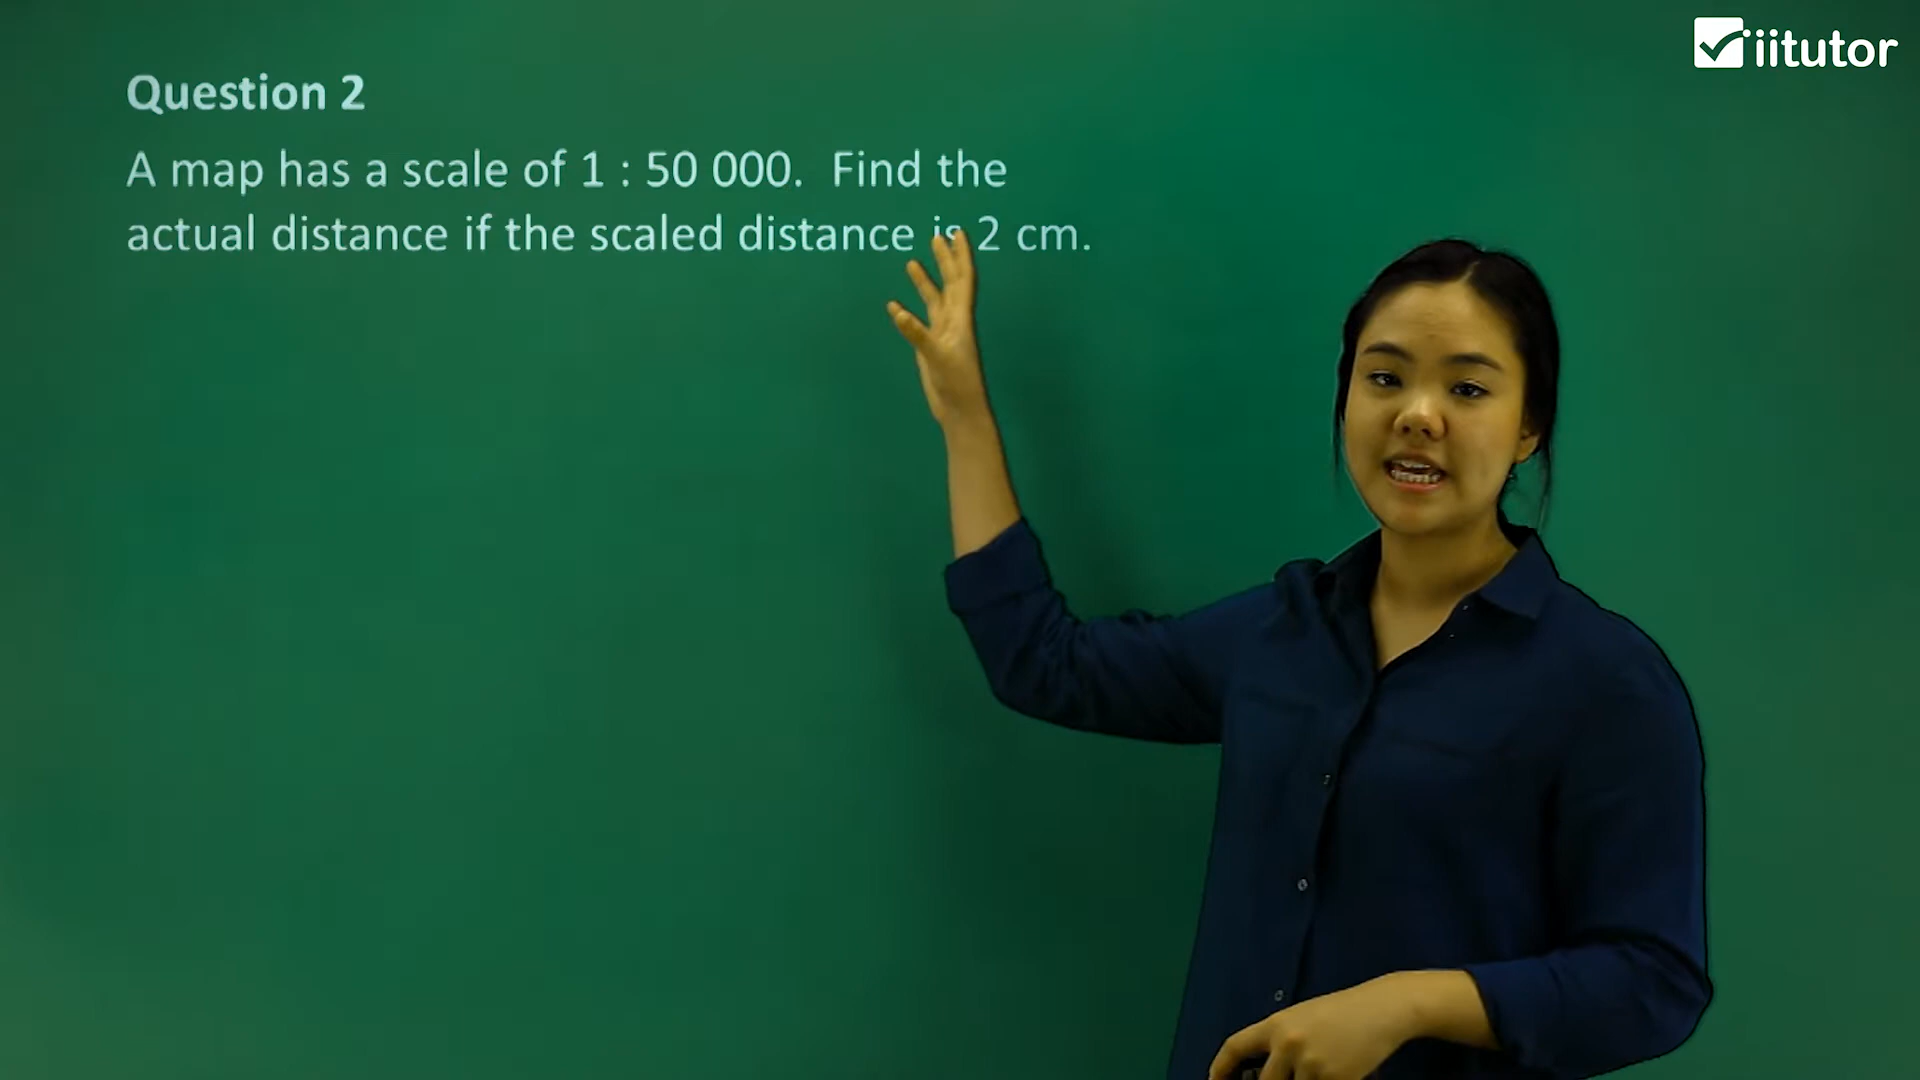 iitutor
Question 2
A map has a scale of 1 : 50 000. Find the
actual distance if the scaled distance is 2 cm.